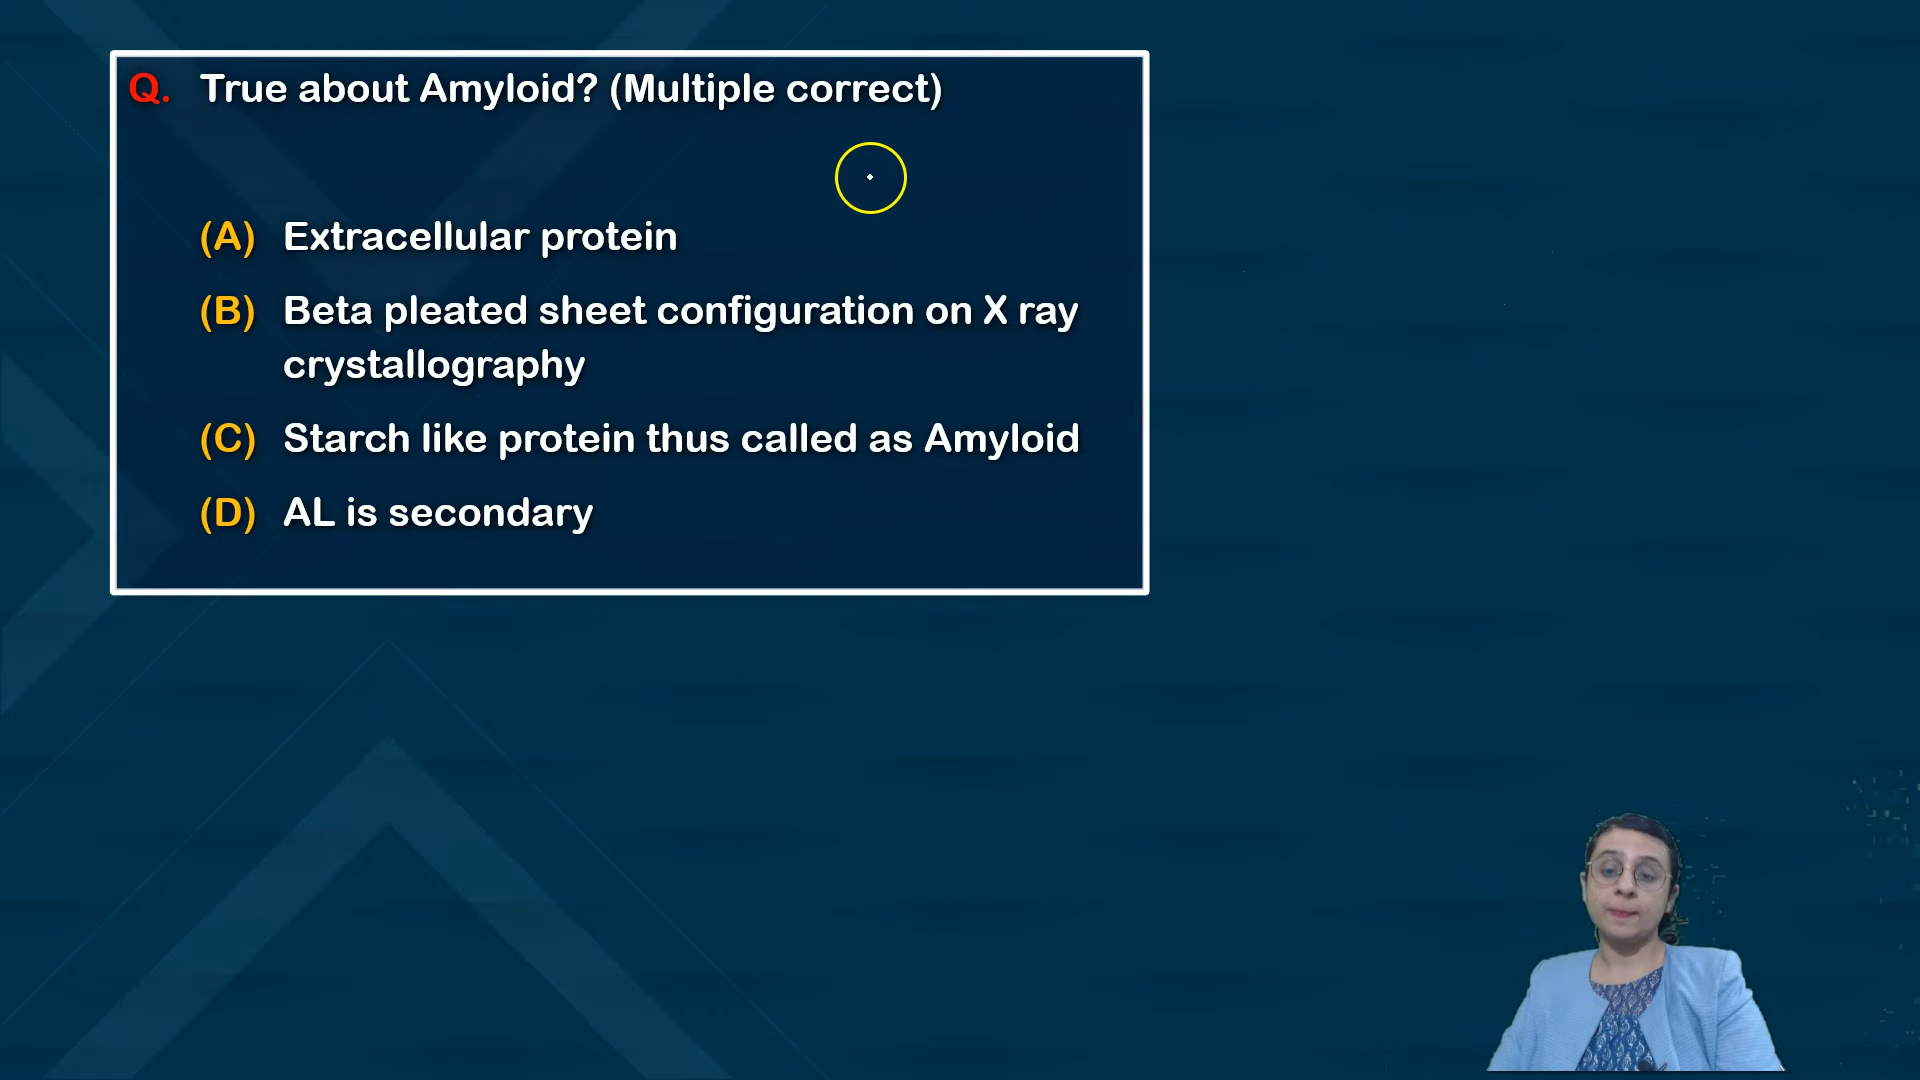 Q. True about Amyloid? (Multiple correct)
(A) Extracellular protein
(B) Beta pleated sheet configuration on X ray
crystallography
(C) Starch like protein thus called as Amyloid
(D) AL is secondary